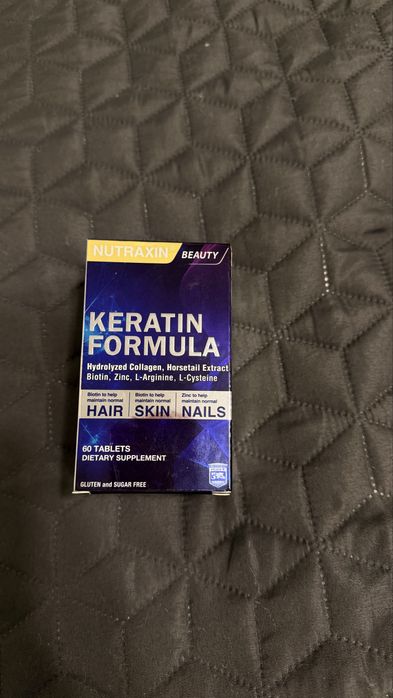 NUTRAXIN BEAUTY
KERATIN
FORMULA
Hydrolyzed Collagen, Horsetail Extract
Biotin, Zinc, L-Arginine, L-Cysteine
Biotin to help maintain normal
HAIR
Biotin to help maintain normal
SKIN
Zinc to help maintain normal
NAILS
60 TABLETS
DIETARY SUPPLEMENT
GLUTEN and SUGAR FREE